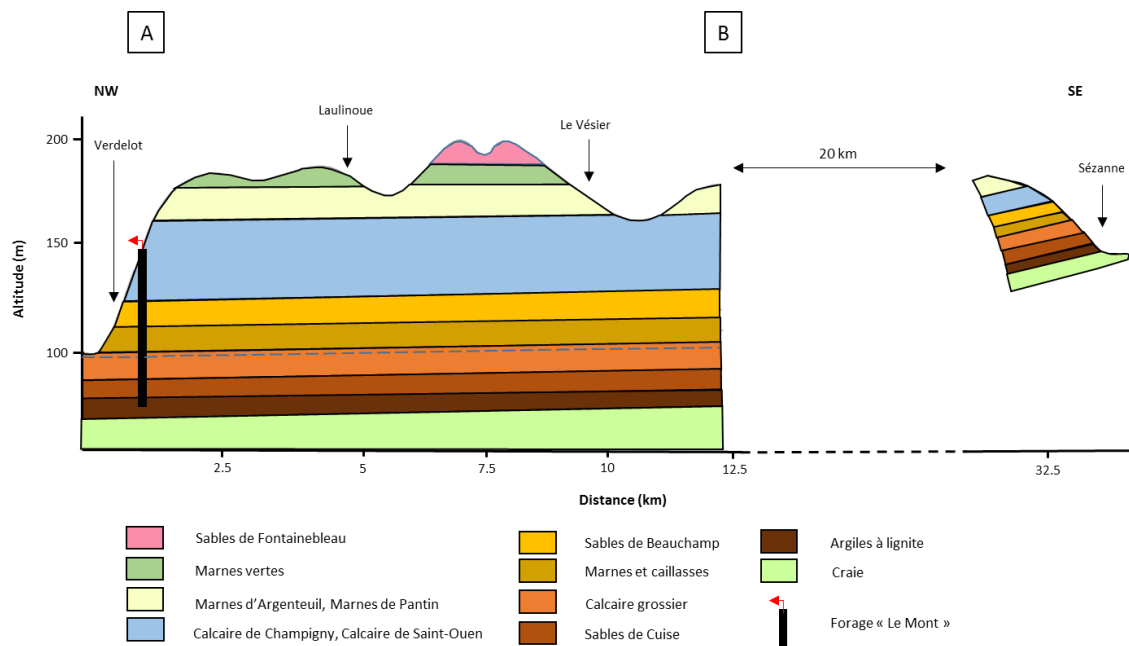 A
B
NW
SE
Laulinoue
Le Vésier
Verdelot
Sézanne
20 km
200
150
100
Altitude (m)
2.5
5
7.5
10
12.5
32.5
Distance (km)
Sables de Fontainebleau
Marnes vertes
Marnes d'Argenteuil, Marnes de Pantin
Calcaire de Champigny, Calcaire de Saint-Ouen
Sables de Beauchamp
Marnes et caillasses
Calcaire grossier
Sables de Cuise
Argiles à lignite
Craie
Forage « Le Mont »